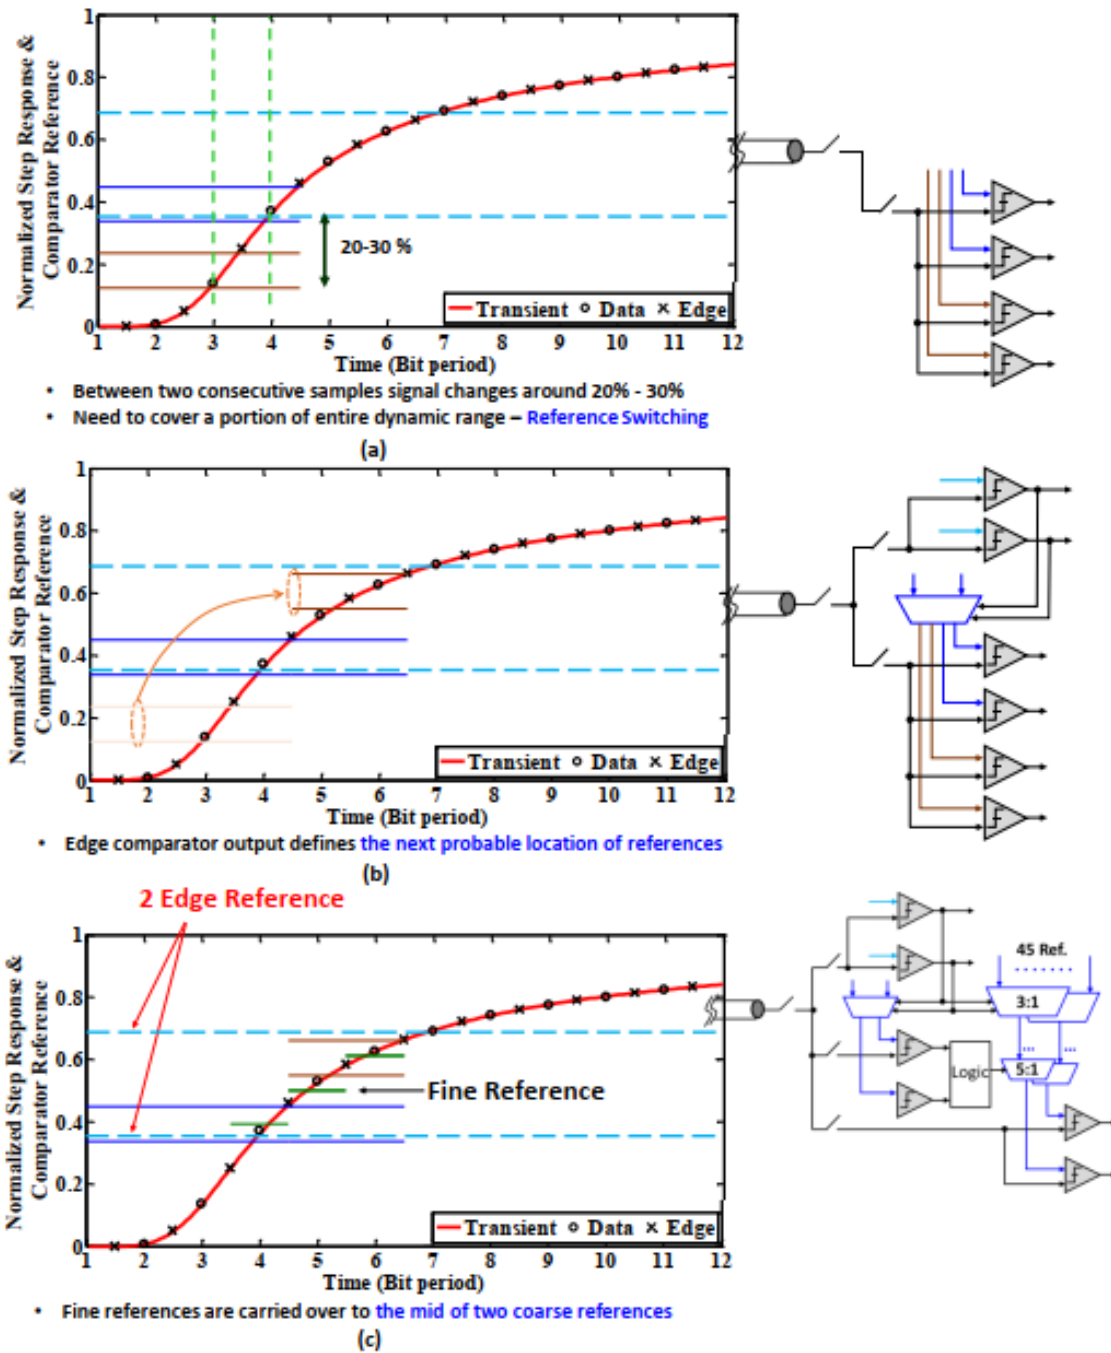 Normalized Step Response &
Comparator Reference
1
0.8
0.6
0.4
0.2
0
20-30 %
Transient Data Edge
1 2 3 4 5 6 7 8 9 10 11 12
Time (Bit period)
• Between two consecutive samples signal changes around 20% - 30%
• Need to cover a portion of entire dynamic range – Reference Switching
(a)
Normalized Step Response &
Comparator Reference
1
0.8
0.6
0.4
0.2
0
Transient Data Edge
1 2 3 4 5 6 7 8 9 10 11 12
Time (Bit period)
• Edge comparator output defines the next probable location of references
(b)
2 Edge Reference
Normalized Step Response &
Comparator Reference
1
0.8
0.6
0.4
0.2
0
Fine Reference
Transient Data Edge
1 2 3 4 5 6 7 8 9 10 11 12
Time (Bit period)
45 Ref.
3:1
...
...
Logic
5:1
• Fine references are carried over to the mid of two coarse references
(c)